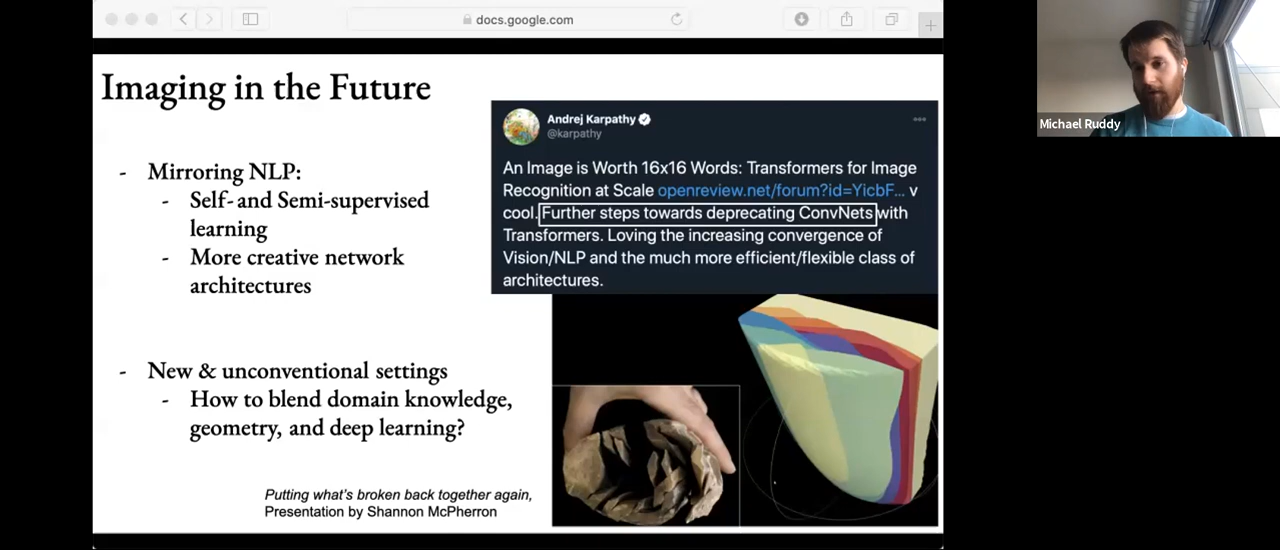 docs.google.com
Imaging in the Future
- Mirroring NLP:
- Self- and Semi-supervised
learning
- More creative network
architectures
- New & unconventional settings
- How to blend domain knowledge,
geometry, and deep learning?
Putting what's broken back together again,
Presentation by Shannon McPherron
Andrej Karpathy
@karpathy
An Image is Worth 16x16 Words: Transformers for Image
Recognition at Scale openreview.net/forum?id=YicbF... v
cool. Further steps towards deprecating ConvNets with
Transformers. Loving the increasing convergence of
Vision/NLP and the much more efficient/flexible class of
architectures.
Michael Ruddy